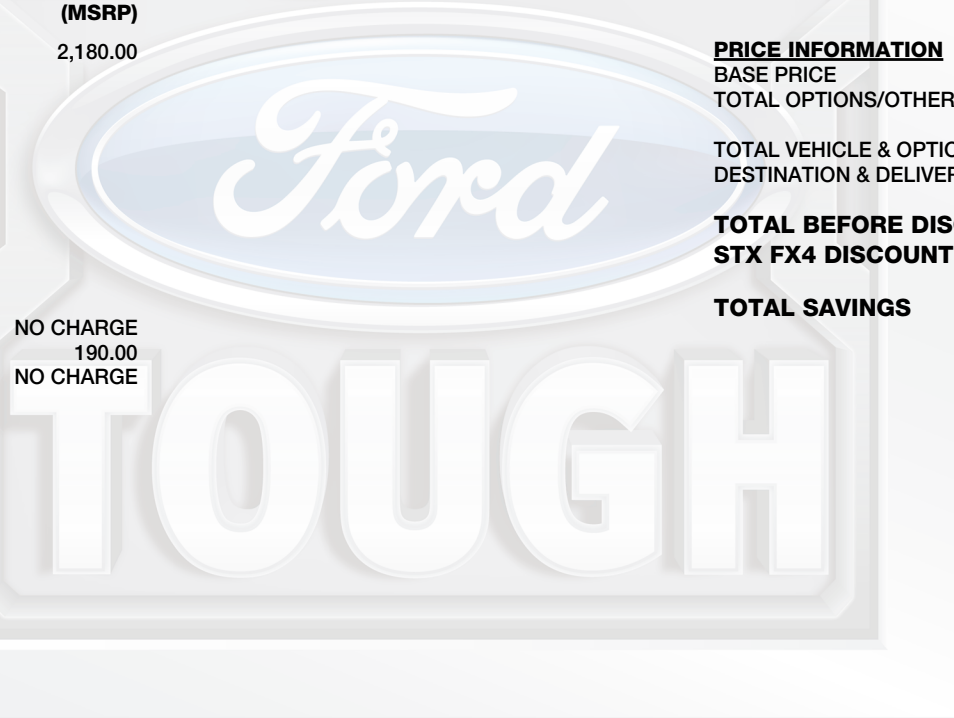 (MSRP)
2,180.00
NO CHARGE
190.00
NO CHARGE
PRICE INFORMATION
BASE PRICE
TOTAL OPTIONS/OTHER
TOTAL VEHICLE & OPTIO
DESTINATION & DELIVER
TOTAL BEFORE DIS
STX FX4 DISCOUNT
TOTAL SAVINGS
Ford
TOUGH